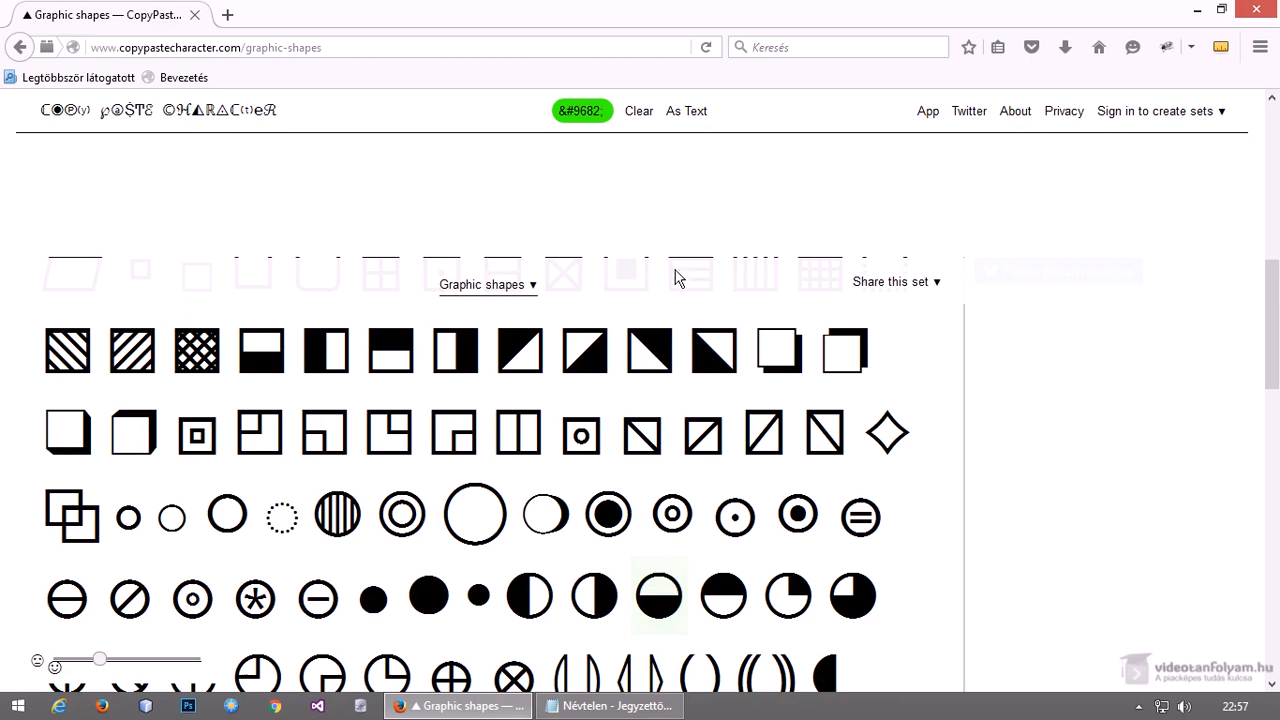 ▲ Graphic shapes — CopyPast...
www.copypastecharacter.com/graphic-shapes
Keresés
Legtöbbször látogatott
Bevezetés
&#9682;
Clear
As Text
App
Twitter
About
Privacy
Sign in to create sets ▼
Graphic shapes ▼
Share this set ▼
videotanfolyam.hu
A piacképes tudás kulcsa
▲ Graphic shapes — ...
Névtelen - Jegyzettö...
22:57